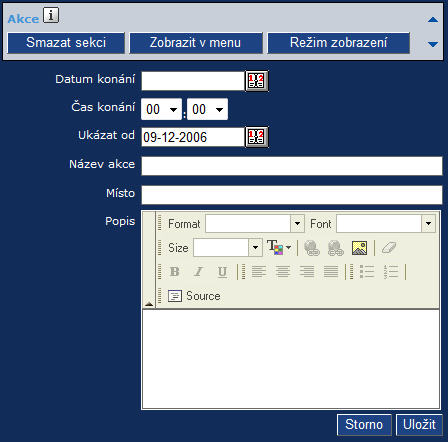 Akce i
Smazat sekci Zobrazit v menu Režim zobrazení
Datum konání
Čas konání 00 : 00
Ukázat od 09-12-2006
Název akce
Místo
Popis Format Font
Size T
B I U
Source
Storno Uložit